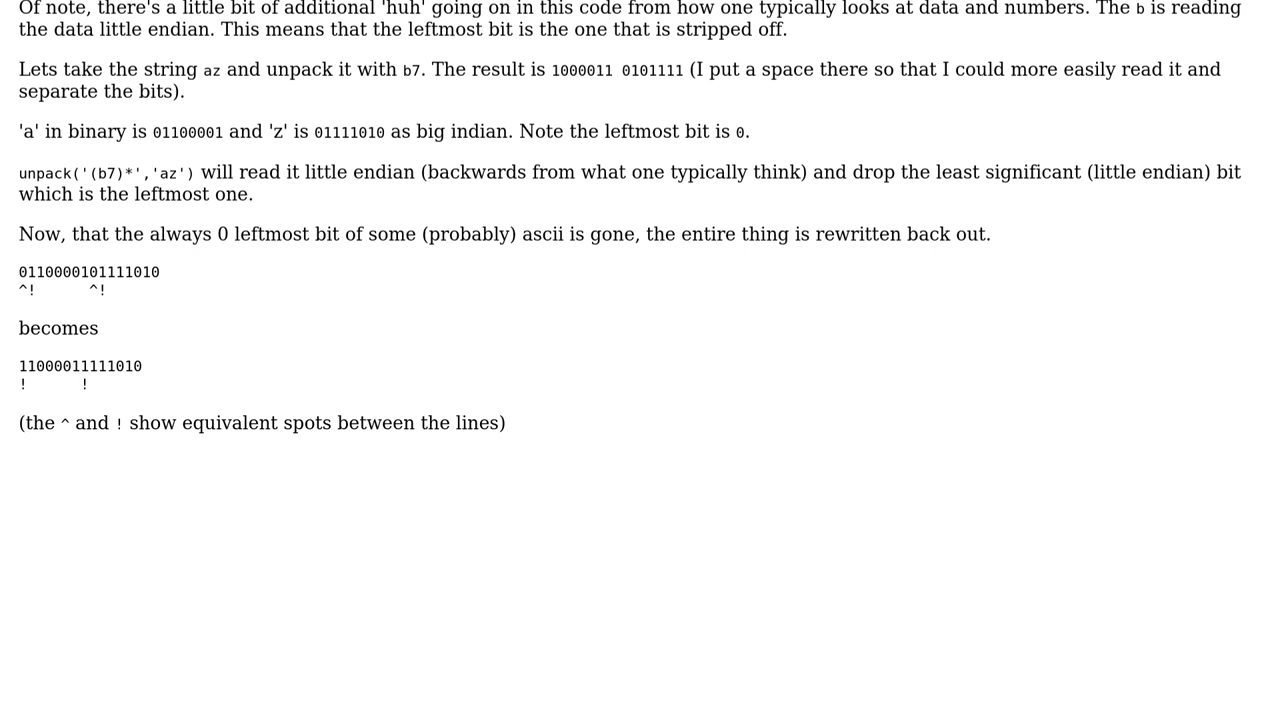 Of note, there's a little bit of additional 'huh' going on in this code from how one typically looks at data and numbers. The b is reading
the data little endian. This means that the leftmost bit is the one that is stripped off.
Lets take the string az and unpack it with b7. The result is 1000011 0101111 (I put a space there so that I could more easily read it and
separate the bits).
'a' in binary is 01100001 and 'z' is 01111010 as big indian. Note the leftmost bit is 0.
unpack('(b7)*','az') will read it little endian (backwards from what one typically think) and drop the least significant (little endian) bit
which is the leftmost one.
Now, that the always 0 leftmost bit of some (probably) ascii is gone, the entire thing is rewritten back out.
0110000101111010
^!      ^!
becomes
11000011111010
!      !
(the ^ and ! show equivalent spots between the lines)